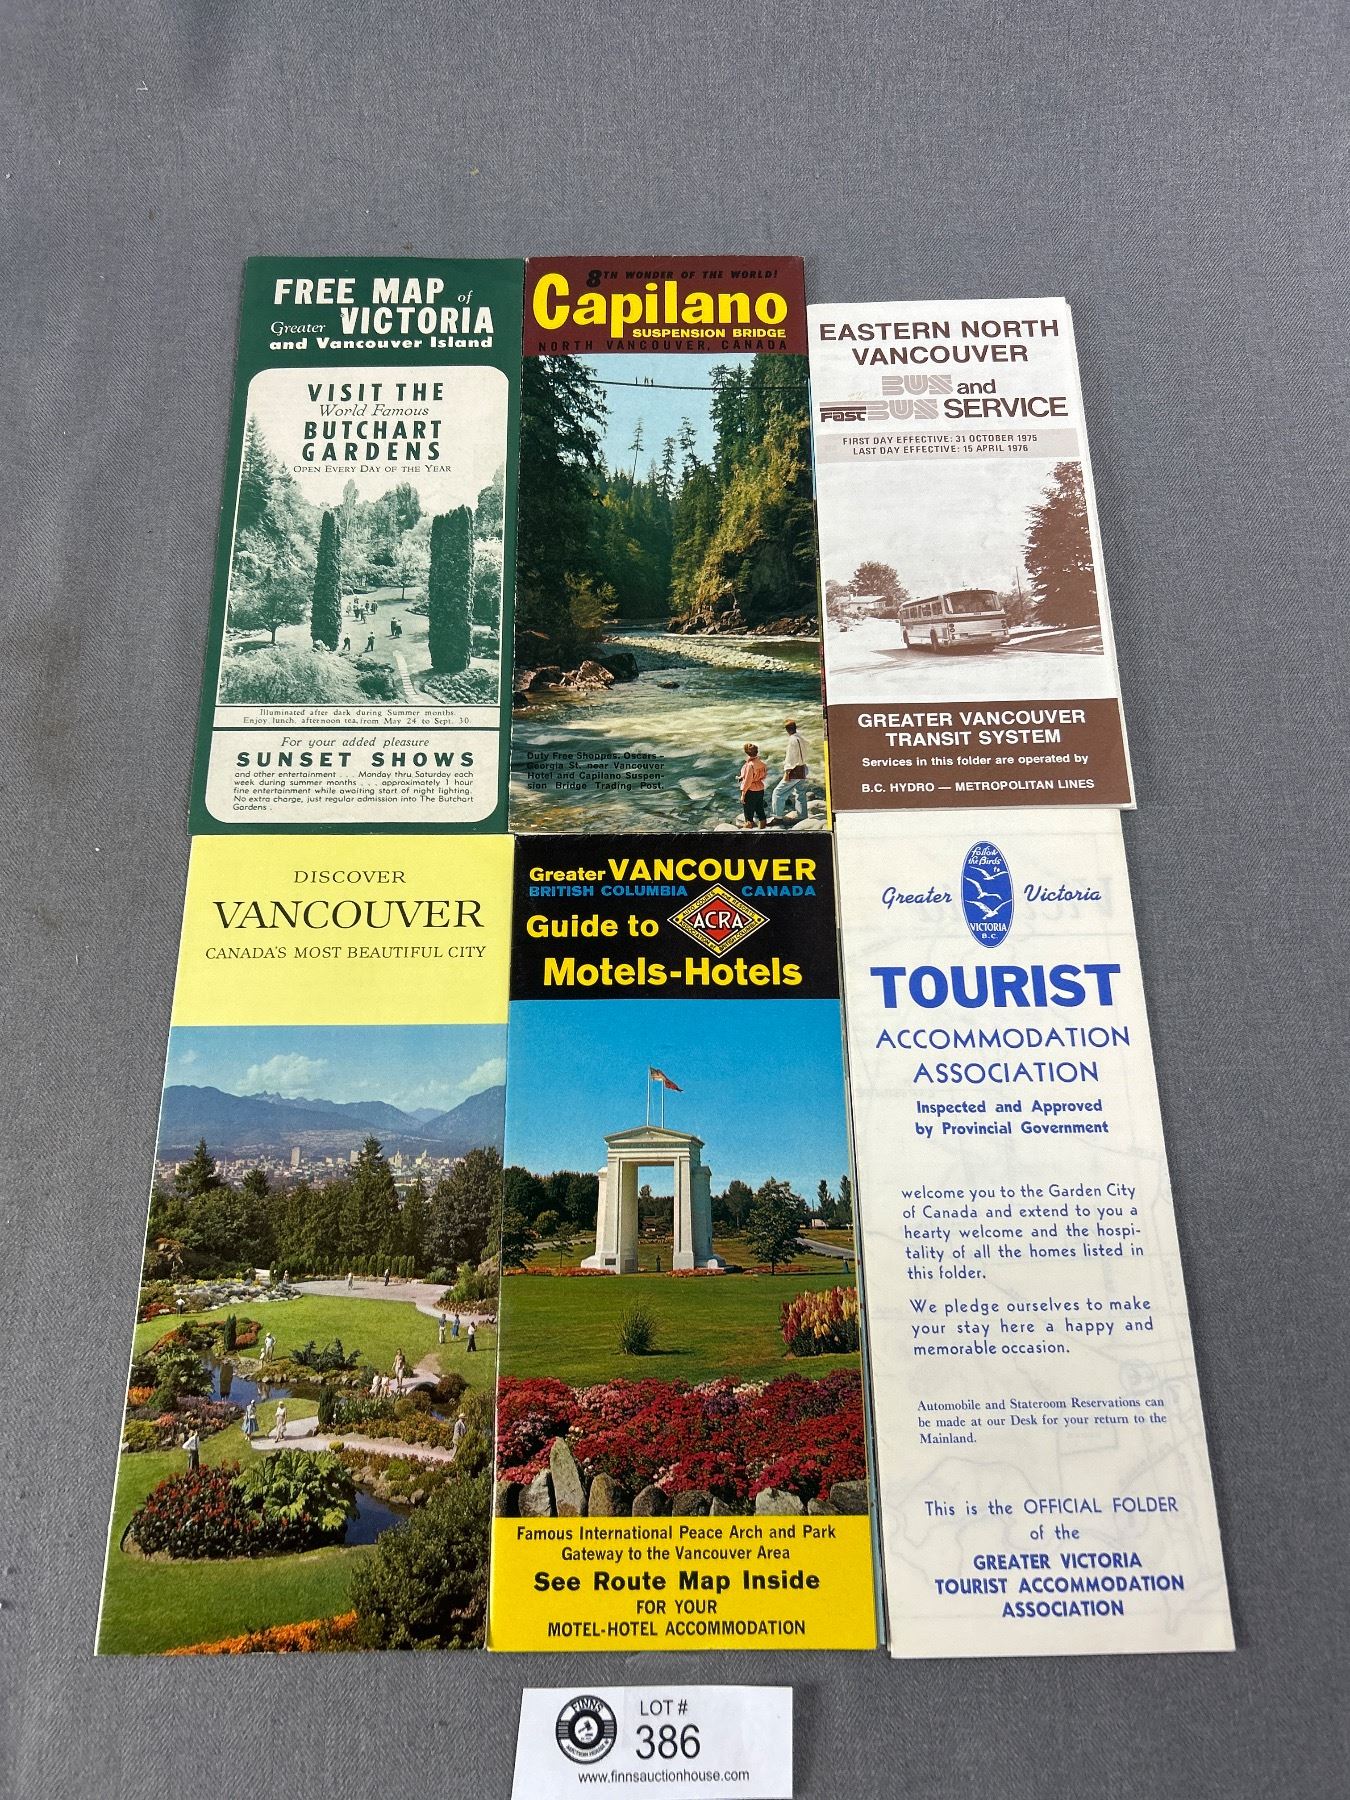 FREE MAP of
Greater VICTORIA
and Vancouver Island
VISIT THE
World Famous
BUTCHART
GARDENS
OPEN EVERY DAY OF THE YEAR
Illuminated after dark during Summer months.
Enjoy lunch, afternoon tea, from May 24 to Sept. 30.
For your added pleasure
SUNSET SHOWS
and other entertainment . . . Monday thru Saturday each
week during summer months . . . approximately 1 hour
fine entertainment while awaiting start of night lighting.
No extra charge, just regular admission into The Butchart
Gardens.
8TH WONDER OF THE WORLD!
Capilano
SUSPENSION BRIDGE
NORTH VANCOUVER, CANADA
Duty Free Shoppes. Oscars -
Georgia St. near Vancouver
Hotel and Capilano Suspen-
sion Bridge Trading Post.
EASTERN NORTH
VANCOUVER
BUS and
Fast BUS SERVICE
FIRST DAY EFFECTIVE: 31 OCTOBER 1975
LAST DAY EFFECTIVE: 15 APRIL 1976
GREATER VANCOUVER
TRANSIT SYSTEM
Services in this folder are operated by
B.C. HYDRO — METROPOLITAN LINES
DISCOVER
VANCOUVER
CANADA'S MOST BEAUTIFUL CITY
Greater VANCOUVER
BRITISH COLUMBIA CANADA
Guide to ACRA
Motels-Hotels
Famous International Peace Arch and Park
Gateway to the Vancouver Area
See Route Map Inside
FOR YOUR
MOTEL-HOTEL ACCOMMODATION
follow
the Birds
to
Greater Victoria
VICTORIA
B.C.
TOURIST
ACCOMMODATION
ASSOCIATION
Inspected and Approved
by Provincial Government
welcome you to the Garden City
of Canada and extend to you a
hearty welcome and the hospi-
tality of all the homes listed in
this folder.
We pledge ourselves to make
your stay here a happy and
memorable occasion.
Automobile and Stateroom Reservations can
be made at our Desk for your return to the
Mainland.
This is the OFFICIAL FOLDER
of the
GREATER VICTORIA
TOURIST ACCOMMODATION
ASSOCIATION
FINNS
AUCTION HOUSE
LOT #
386
www.finnsauctionhouse.com